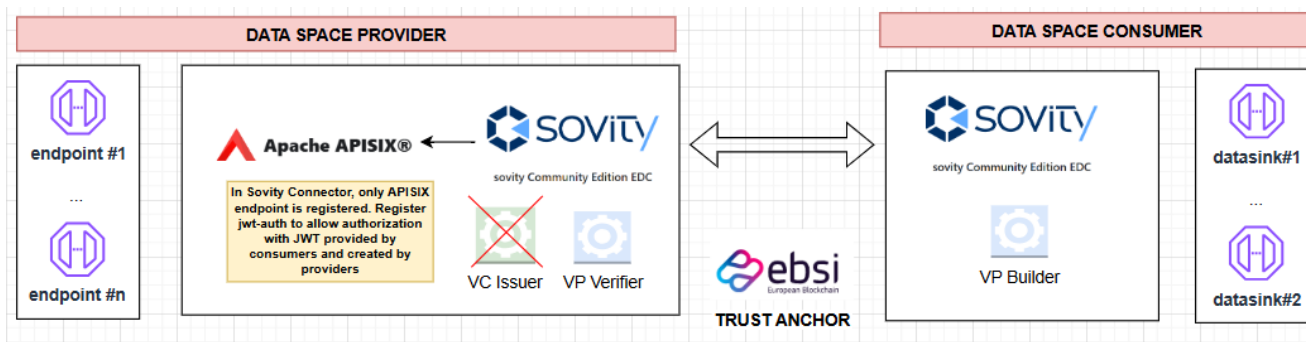 DATA SPACE PROVIDER
endpoint #1
...
endpoint #n
Apache APISIX®
SOVITY
sovity Community Edition EDC
In Sovity Connector, only APISIX
endpoint is registered. Register
jwt-auth to allow authorization
with JWT provided by
consumers and created by
providers
VC Issuer
VP Verifier
ebsi
European Blockchain
TRUST ANCHOR
DATA SPACE CONSUMER
SOVITY
sovity Community Edition EDC
VP Builder
datasink#1
...
datasink#2